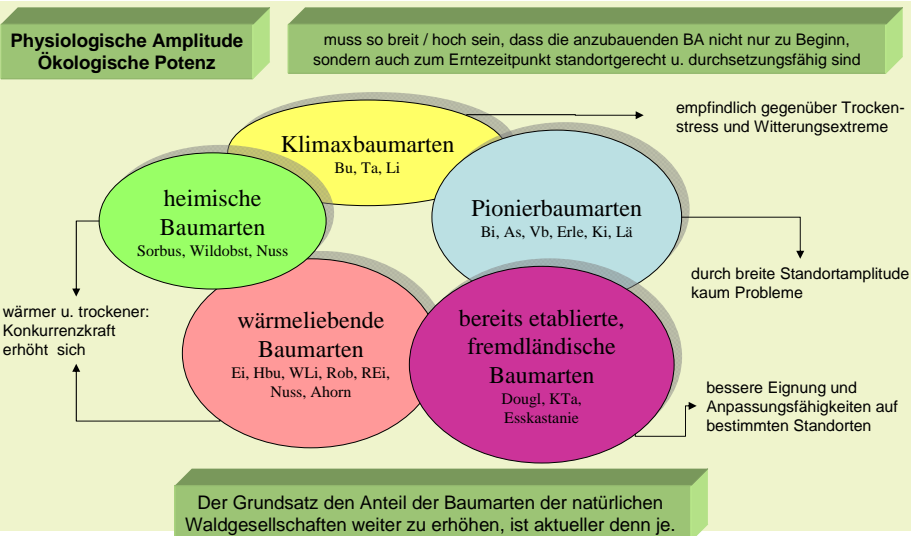 Physiologische Amplitude
Ökologische Potenz
muss so breit / hoch sein, dass die anzubauenden BA nicht nur zu Beginn,
sondern auch zum Erntezeitpunkt standortgerecht u. durchsetzungsfähig sind
empfindlich gegenüber Trocken-
stress und Witterungsextreme
Klimaxbaumarten
Bu, Ta, Li
heimische
Baumarten
Sorbus, Wildobst, Nuss
Pionierbaumarten
Bi, As, Vb, Erle, Ki, Lä
durch breite Standortamplitude
kaum Probleme
wärmer u. trockener:
Konkurrenzkraft
erhöht sich
wärmeliebende
Baumarten
Ei, Hbu, WLi, Rob, REi,
Nuss, Ahorn
bereits etablierte,
fremdländische
Baumarten
Dougl, KTa,
Esskastanie
bessere Eignung und
Anpassungsfähigkeiten auf
bestimmten Standorten
Der Grundsatz den Anteil der Baumarten der natürlichen
Waldgesellschaften weiter zu erhöhen, ist aktueller denn je.